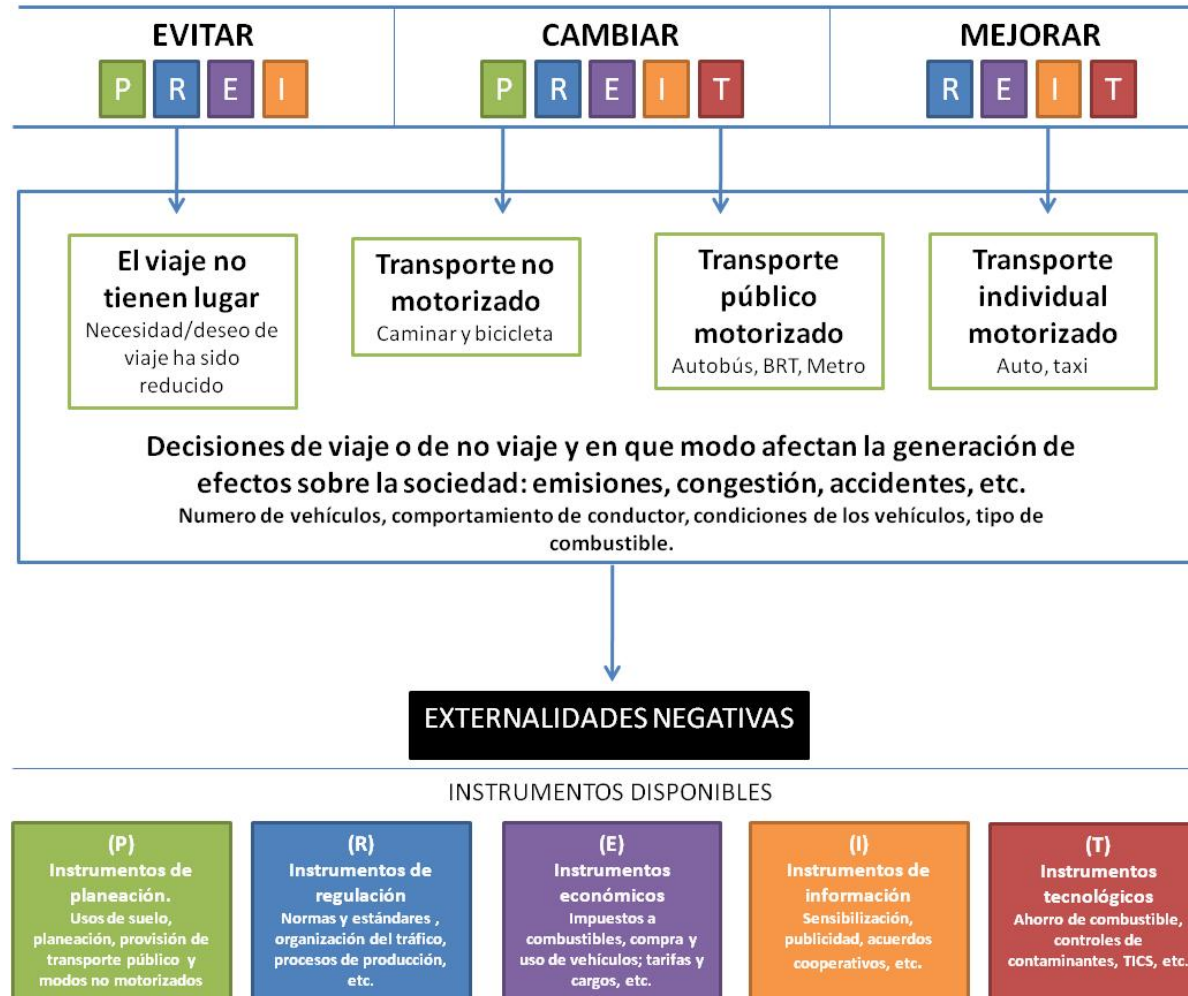 EVITAR
P R E I
CAMBIAR
P R E I T
MEJORAR
R E I T
El viaje no
tienen lugar
Necesidad/deseo de
viaje ha sido
reducido
Transporte no
motorizado
Caminar y bicicleta
Transporte
público
motorizado
Autobús, BRT, Metro
Transporte
individual
motorizado
Auto, taxi
Decisiones de viaje o de no viaje y en que modo afectan la generación de
efectos sobre la sociedad: emisiones, congestión, accidentes, etc.
Numero de vehículos, comportamiento de conductor, condiciones de los vehículos, tipo de
combustible.
EXTERNALIDADES NEGATIVAS
INSTRUMENTOS DISPONIBLES
(P)
Instrumentos de
planeación.
Usos de suelo,
planeación, provisión de
transporte público y
modos no motorizados
(R)
Instrumentos de
regulación
Normas y estándares ,
organización del tráfico,
procesos de producción,
etc.
(E)
Instrumentos
económicos
Impuestos a
combustibles, compra y
uso de vehículos; tarifas y
cargos, etc.
(I)
Instrumentos de
información
Sensibilización,
publicidad, acuerdos
cooperativos, etc.
(T)
Instrumentos
tecnológicos
Ahorro de combustible,
controles de
contaminantes, TICS, etc.